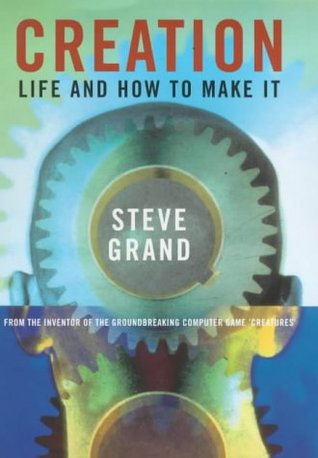 CREATION
LIFE AND HOW TO MAKE IT
STEVE
GRAND
FROM THE INVENTOR OF THE GROUNDBREAKING COMPUTER GAME 'CREATURES'